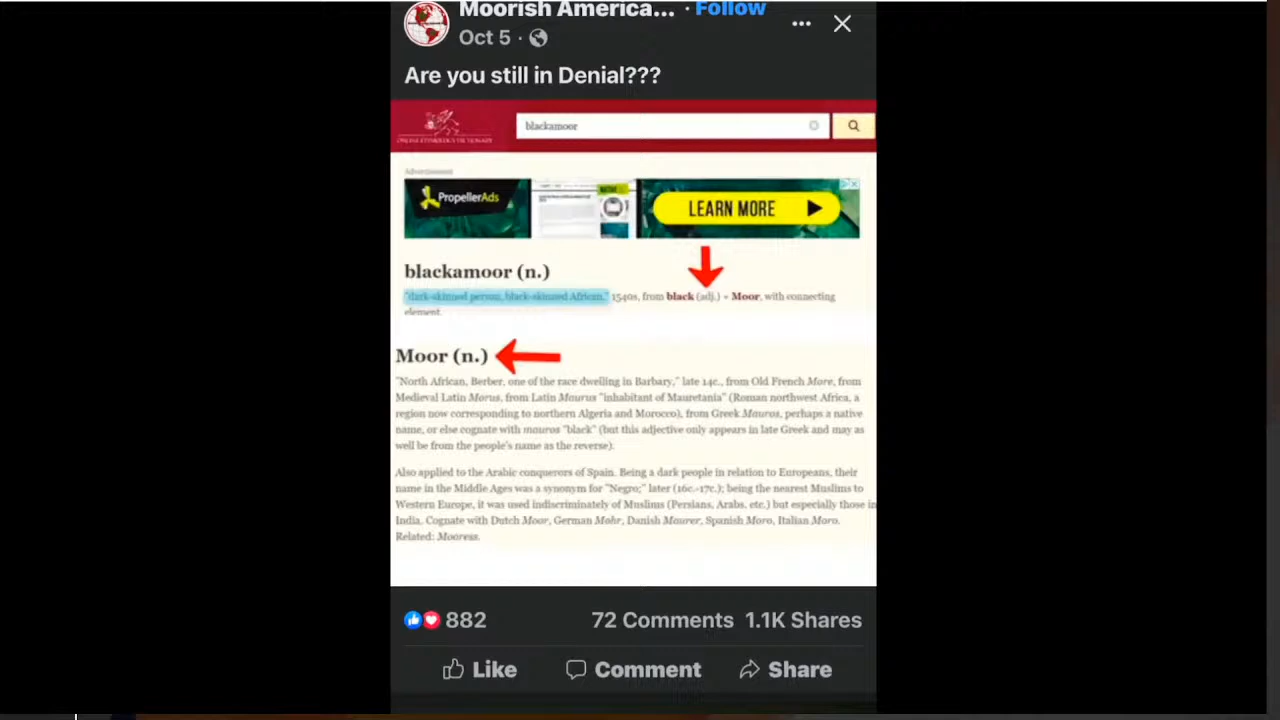 Moorish America... · Follow
Oct 5 ·
Are you still in Denial???
ONLINE ETYMOLOGY DICTIONARY
blackamoor
Advertisement
PropellerAds
LEARN MORE
blackamoor (n.)
"dark-skinned person, black-skinned African," 1540s, from black (adj.) + Moor, with connecting
element.
Moor (n.)
"North African, Berber, one of the race dwelling in Barbary," late 14c., from Old French More, from
Medieval Latin Morus, from Latin Maurus "inhabitant of Mauretania" (Roman northwest Africa, a
region now corresponding to northern Algeria and Morocco), from Greek Mauros, perhaps a native
name, or else cognate with mauros "black" (but this adjective only appears in late Greek and may as
well be from the people's name as the reverse).
Also applied to the Arabic conquerors of Spain. Being a dark people in relation to Europeans, their
name in the Middle Ages was a synonym for "Negro;" later (16c.-17c.); being the nearest Muslims to
Western Europe, it was used indiscriminately of Muslims (Persians, Arabs, etc.) but especially those in
India. Cognate with Dutch Moor, German Mohr, Danish Maurer, Spanish Moro, Italian Moro.
Related: Mooress.
882
72 Comments 1.1K Shares
Like Comment Share